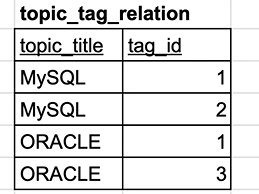 topic_tag_relation
topic_title tag_id
MySQL 1
MySQL 2
ORACLE 1
ORACLE 3